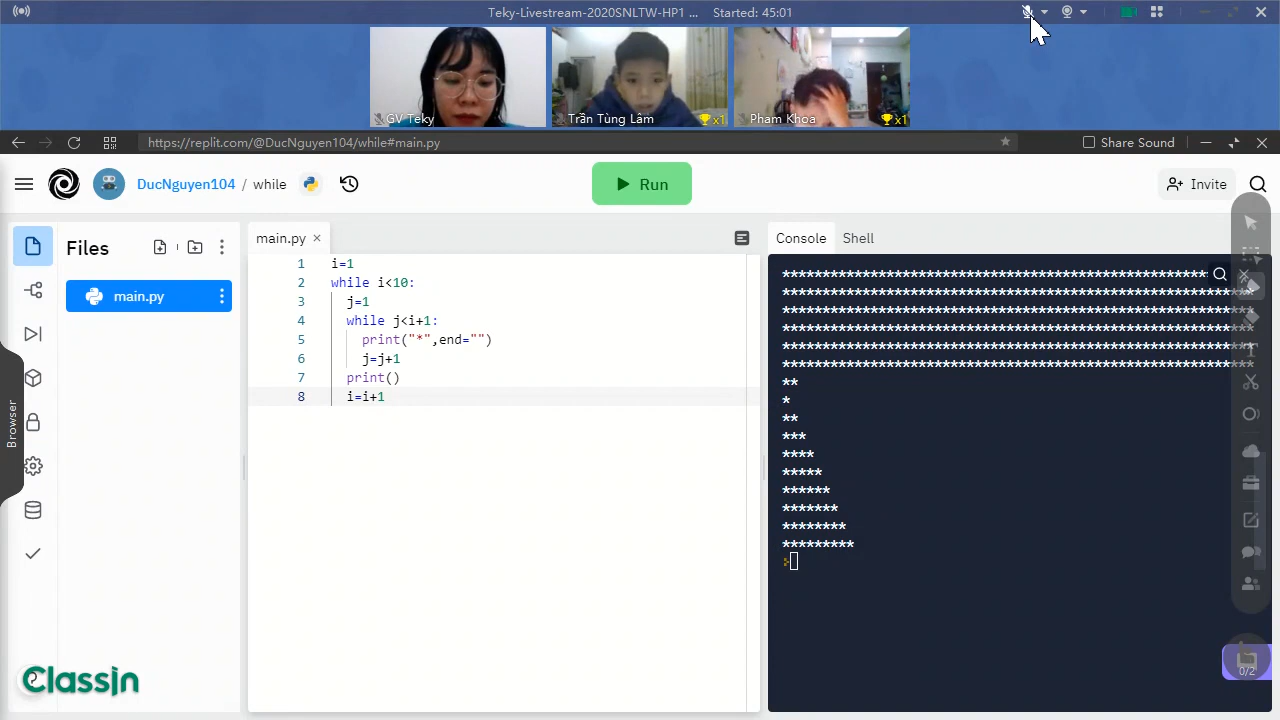 Teky-Livestream-2020SNLTW-HP1 ... Started: 45:01
GV Teky
Trần Tùng Lâm
x1
Pham Khoa
x1
https://replit.com/@DucNguyen104/while#main.py
Share Sound
DucNguyen104 / while
Run
Invite
Files
main.py
main.py
Console
Shell
1 i=1
2 while i<10:
3 j=1
4 while j<i+1:
5 print("*",end="")
6 j=j+1
7 print()
8 i=i+1
**
*
**
***
****
*****
******
*******
********
*********
Browser
ClassIn
0/2